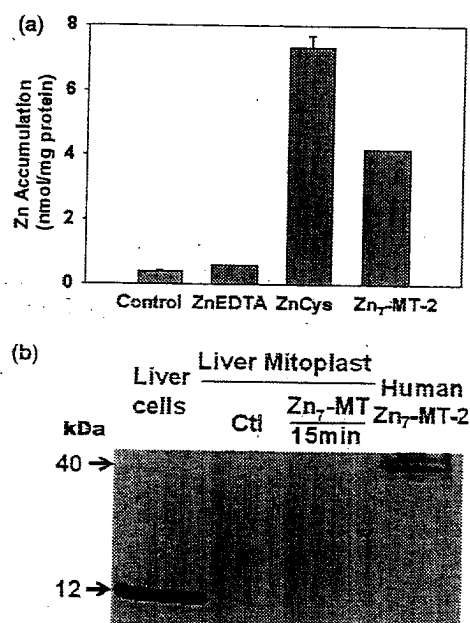 (a)
Zn Accumulation
(nmol/mg protein)
8
6
4
2
0
Control ZnEDTA ZnCys Zn₇-MT-2
(b)
Liver Mitoplast
Liver cells
Ctl
Zn₇-MT
15min
Human
Zn₇-MT-2
kDa
40
12